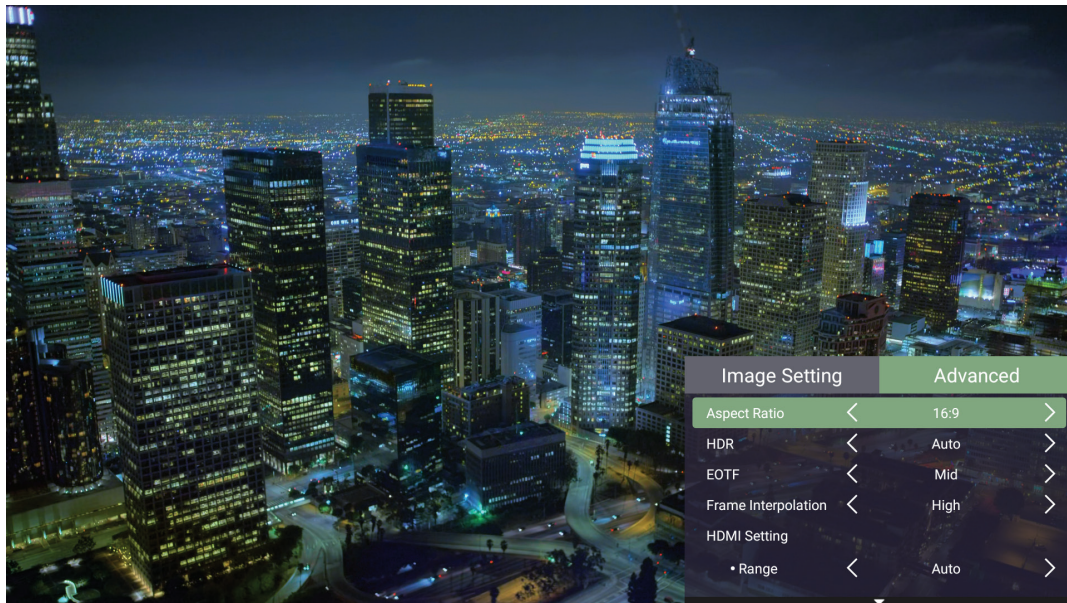 Image Setting Advanced
Aspect Ratio 16:9
HDR Auto
EOTF Mid
Frame Interpolation High
HDMI Setting
• Range Auto